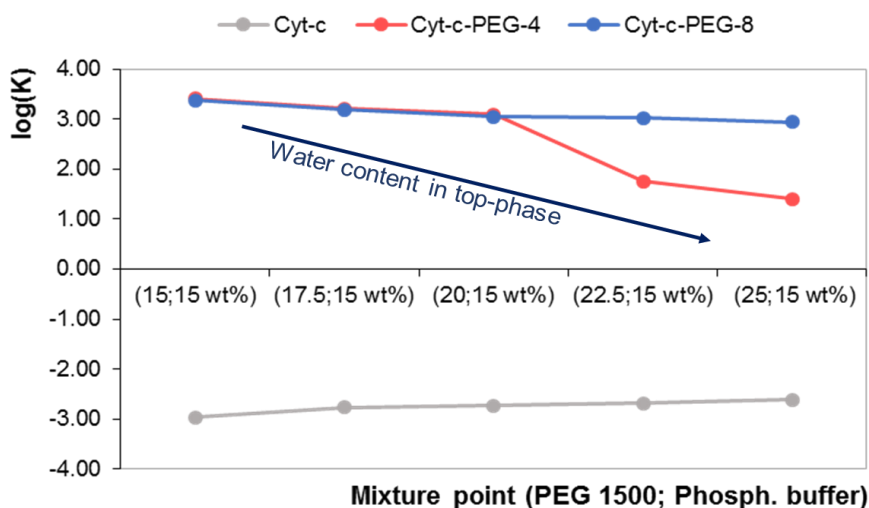 Cyt-c Cyt-c-PEG-4 Cyt-c-PEG-8
log(K)
4.00
3.00
2.00
1.00
0.00
-1.00
-2.00
-3.00
-4.00
Water content in top-phase
(15;15 wt%) (17.5;15 wt%) (20;15 wt%) (22.5;15 wt%) (25;15 wt%)
Mixture point (PEG 1500; Phosph. buffer)